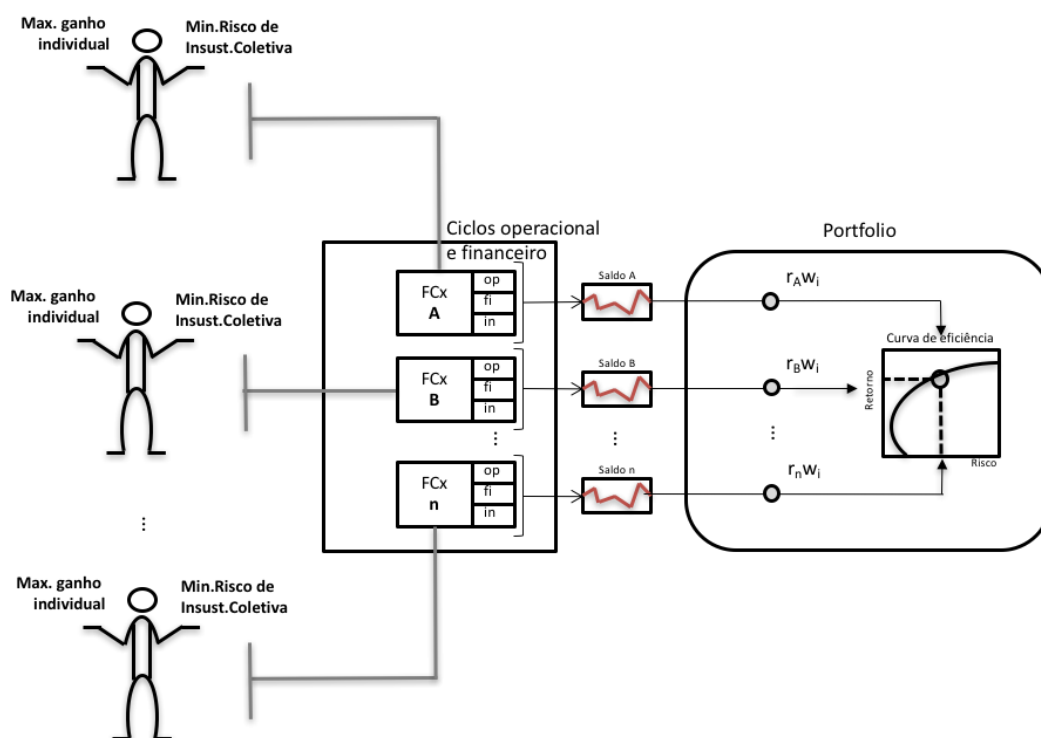 Max. ganho
individual
Min.Risco de
Insust.Coletiva
Ciclos operacional
e financeiro
Portfolio
FCx
A
op
fi
in
Saldo A
rAwi
Curva de eficiência
Retorno
Risco
Max. ganho
individual
Min.Risco de
Insust.Coletiva
FCx
B
op
fi
in
Saldo B
rBwi
...
...
...
...
FCx
n
op
fi
in
Saldo n
rnwi
Max. ganho
individual
Min.Risco de
Insust.Coletiva